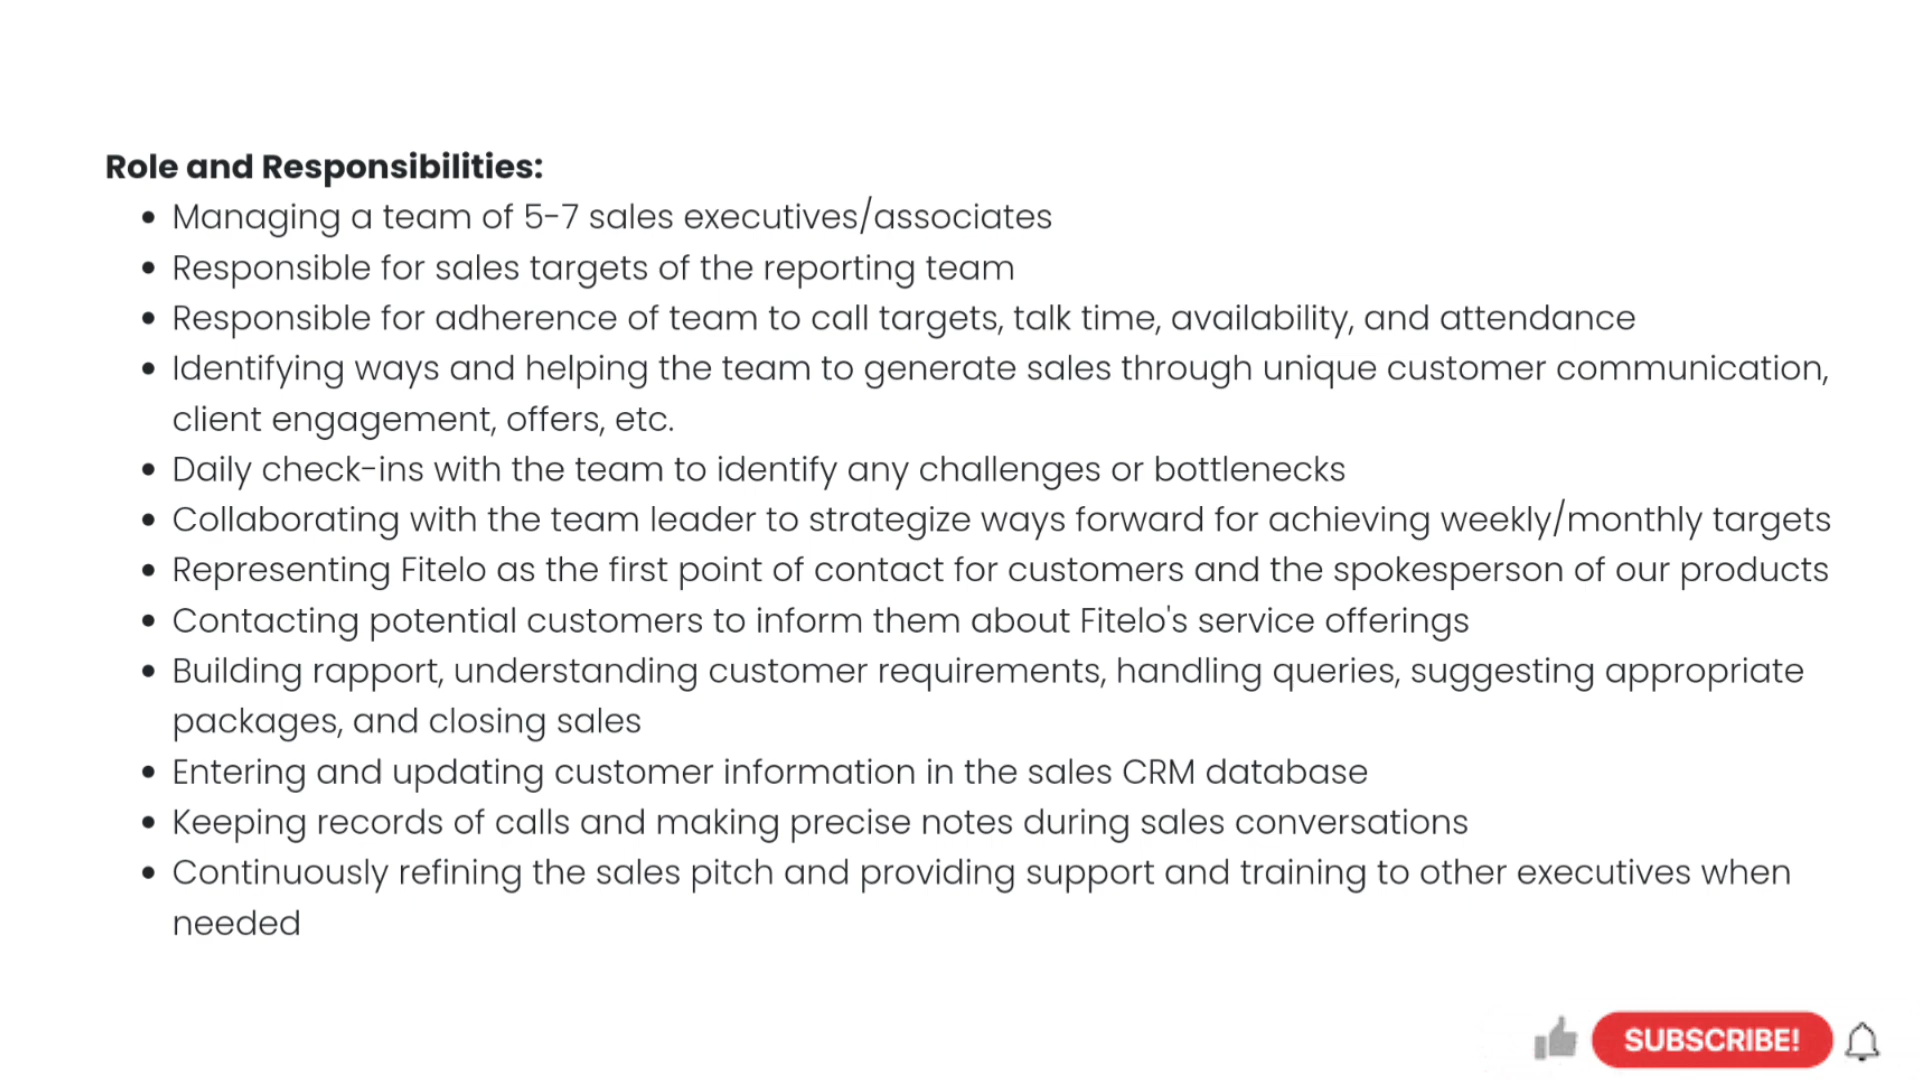 Role and Responsibilities:
• Managing a team of 5-7 sales executives/associates
• Responsible for sales targets of the reporting team
• Responsible for adherence of team to call targets, talk time, availability, and attendance
• Identifying ways and helping the team to generate sales through unique customer communication,
client engagement, offers, etc.
• Daily check-ins with the team to identify any challenges or bottlenecks
• Collaborating with the team leader to strategize ways forward for achieving weekly/monthly targets
• Representing Fitelo as the first point of contact for customers and the spokesperson of our products
• Contacting potential customers to inform them about Fitelo's service offerings
• Building rapport, understanding customer requirements, handling queries, suggesting appropriate
packages, and closing sales
• Entering and updating customer information in the sales CRM database
• Keeping records of calls and making precise notes during sales conversations
• Continuously refining the sales pitch and providing support and training to other executives when
needed
SUBSCRIBE!